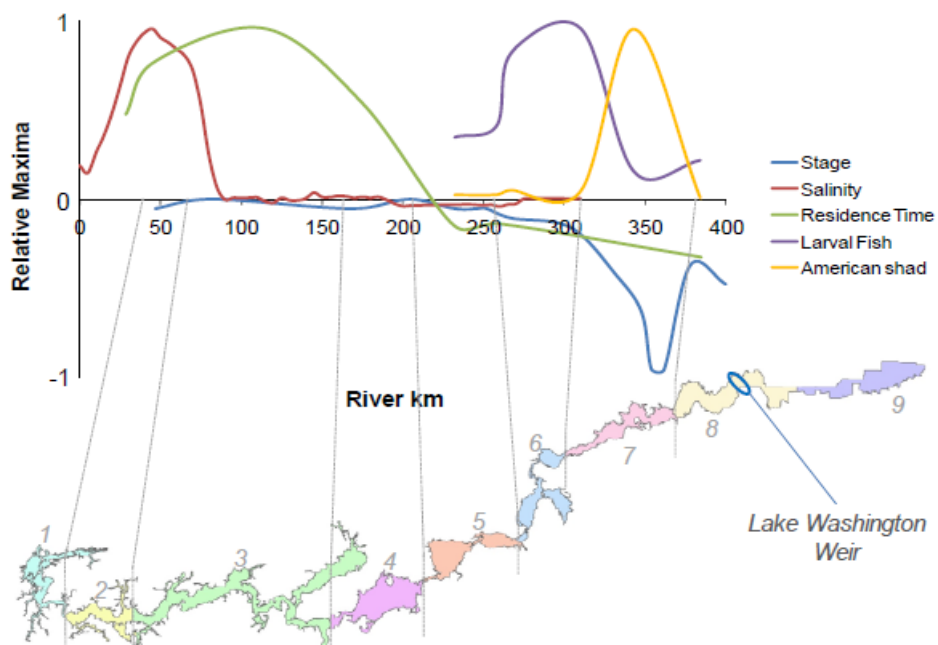 1
0
-1
Relative Maxima
0 50 100 150 200 250 300 350 400
River km
Stage
Salinity
Residence Time
Larval Fish
American shad
1
2
3
4
5
6
7
8
9
Lake Washington
Weir